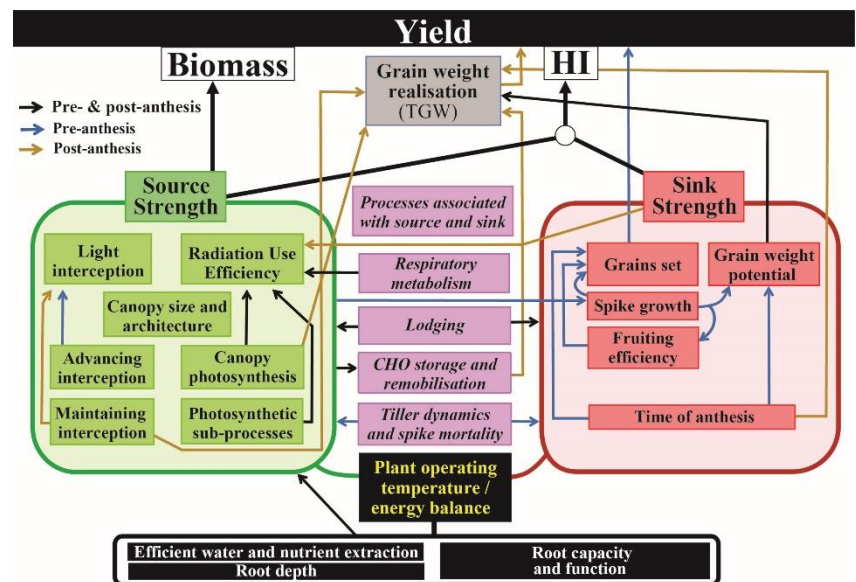 Yield
Biomass
HI
Grain weight
realisation
(TGW)
Pre- & post-anthesis
Pre-anthesis
Post-anthesis
Source
Strength
Sink
Strength
Processes associated
with source and sink
Light
interception
Radiation Use
Efficiency
Canopy size and
architecture
Advancing
interception
Canopy
photosynthesis
Maintaining
interception
Photosynthetic
sub-processes
Respiratory
metabolism
Lodging
CHO storage and
remobilisation
Tiller dynamics
and spike mortality
Grains set
Grain weight
potential
Spike growth
Fruiting
efficiency
Time of anthesis
Plant operating
temperature /
energy balance
Efficient water and nutrient extraction
Root depth
Root capacity
and function